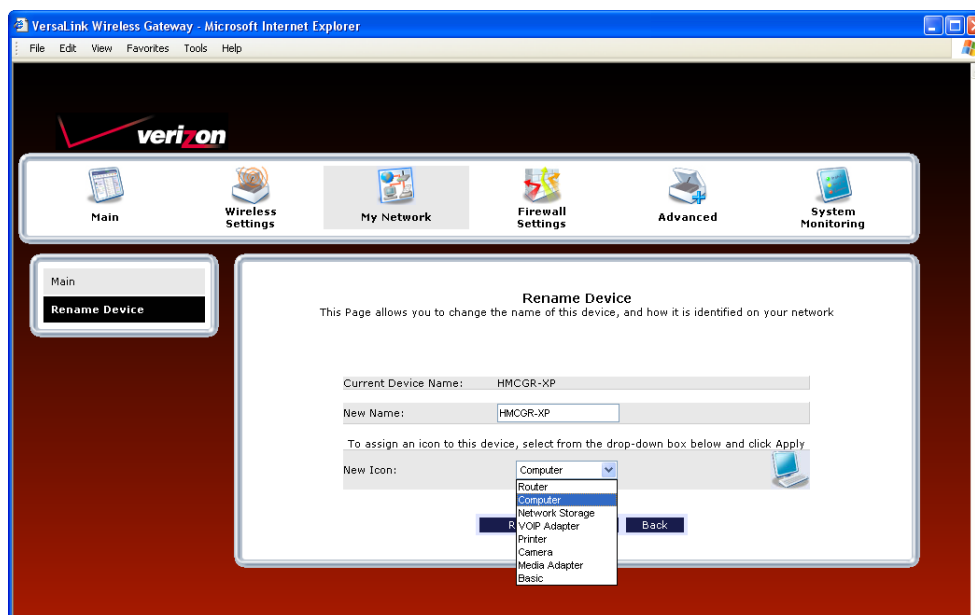 VersaLink Wireless Gateway - Microsoft Internet Explorer
File Edit View Favorites Tools Help
verizon
Main
Wireless Settings
My Network
Firewall Settings
Advanced
System Monitoring
Main
Rename Device
Rename Device
This Page allows you to change the name of this device, and how it is identified on your network
Current Device Name: HMCGR-XP
New Name: HMCGR-XP
To assign an icon to this device, select from the drop-down box below and click Apply
New Icon: Computer
Router
Computer
Network Storage
VOIP Adapter
Printer
Camera
Media Adapter
Basic
Back